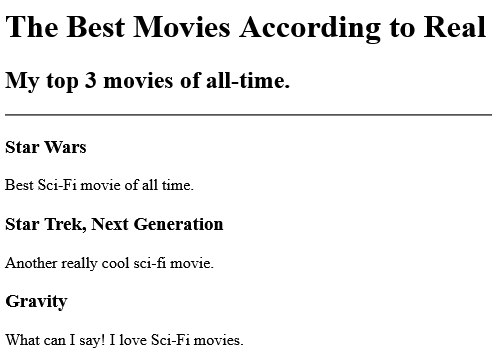 The Best Movies According to Real
My top 3 movies of all-time.
Star Wars
Best Sci-Fi movie of all time.
Star Trek, Next Generation
Another really cool sci-fi movie.
Gravity
What can I say! I love Sci-Fi movies.